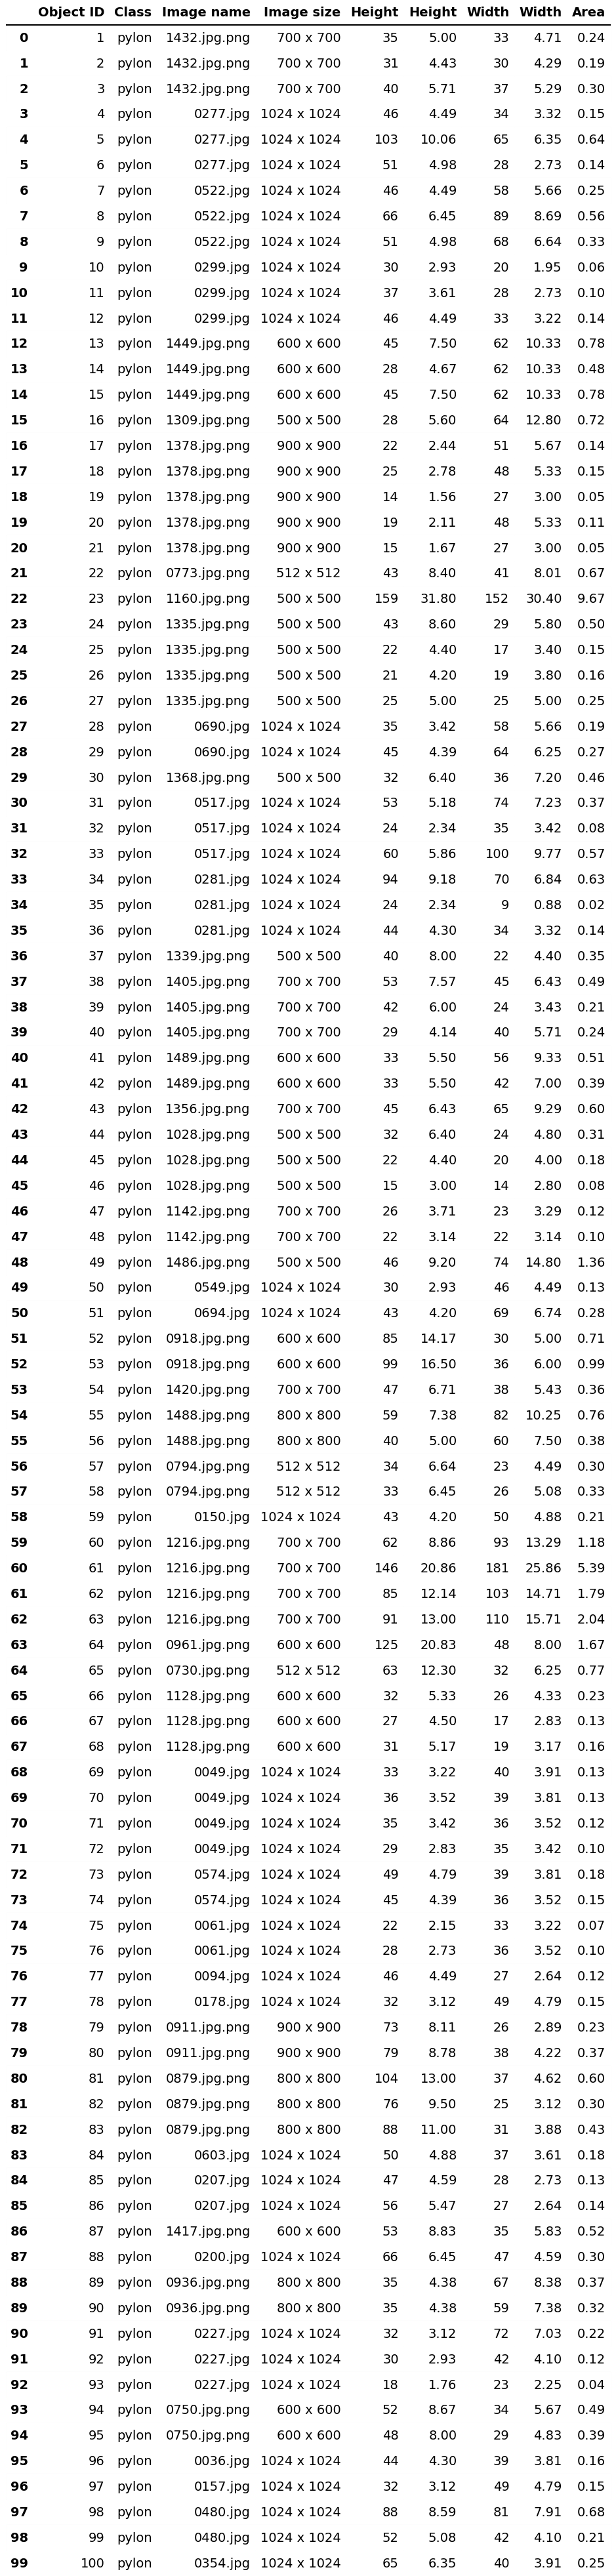 Object ID Class Image name Image size Height Height Width Width Area
0 1 pylon 1432.jpg.png 700 x 700 35 5.00 33 4.71 0.24
1 2 pylon 1432.jpg.png 700 x 700 31 4.43 30 4.29 0.19
2 3 pylon 1432.jpg.png 700 x 700 40 5.71 37 5.29 0.30
3 4 pylon 0277.jpg 1024 x 1024 46 4.49 34 3.32 0.15
4 5 pylon 0277.jpg 1024 x 1024 103 10.06 65 6.35 0.64
5 6 pylon 0277.jpg 1024 x 1024 51 4.98 28 2.73 0.14
6 7 pylon 0522.jpg 1024 x 1024 46 4.49 58 5.66 0.25
7 8 pylon 0522.jpg 1024 x 1024 66 6.45 89 8.69 0.56
8 9 pylon 0522.jpg 1024 x 1024 51 4.98 68 6.64 0.33
9 10 pylon 0299.jpg 1024 x 1024 30 2.93 20 1.95 0.06
10 11 pylon 0299.jpg 1024 x 1024 37 3.61 28 2.73 0.10
11 12 pylon 0299.jpg 1024 x 1024 46 4.49 33 3.22 0.14
12 13 pylon 1449.jpg.png 600 x 600 45 7.50 62 10.33 0.78
13 14 pylon 1449.jpg.png 600 x 600 28 4.67 62 10.33 0.48
14 15 pylon 1449.jpg.png 600 x 600 45 7.50 62 10.33 0.78
15 16 pylon 1309.jpg.png 500 x 500 28 5.60 64 12.80 0.72
16 17 pylon 1378.jpg.png 900 x 900 22 2.44 51 5.67 0.14
17 18 pylon 1378.jpg.png 900 x 900 25 2.78 48 5.33 0.15
18 19 pylon 1378.jpg.png 900 x 900 14 1.56 27 3.00 0.05
19 20 pylon 1378.jpg.png 900 x 900 19 2.11 48 5.33 0.11
20 21 pylon 1378.jpg.png 900 x 900 15 1.67 27 3.00 0.05
21 22 pylon 0773.jpg.png 512 x 512 43 8.40 41 8.01 0.67
22 23 pylon 1160.jpg.png 500 x 500 159 31.80 152 30.40 9.67
23 24 pylon 1335.jpg.png 500 x 500 43 8.60 29 5.80 0.50
24 25 pylon 1335.jpg.png 500 x 500 22 4.40 17 3.40 0.15
25 26 pylon 1335.jpg.png 500 x 500 21 4.20 19 3.80 0.16
26 27 pylon 1335.jpg.png 500 x 500 25 5.00 25 5.00 0.25
27 28 pylon 0690.jpg 1024 x 1024 35 3.42 58 5.66 0.19
28 29 pylon 0690.jpg 1024 x 1024 45 4.39 64 6.25 0.27
29 30 pylon 1368.jpg.png 500 x 500 32 6.40 36 7.20 0.46
30 31 pylon 0517.jpg 1024 x 1024 53 5.18 74 7.23 0.37
31 32 pylon 0517.jpg 1024 x 1024 24 2.34 35 3.42 0.08
32 33 pylon 0517.jpg 1024 x 1024 60 5.86 100 9.77 0.57
33 34 pylon 0281.jpg 1024 x 1024 94 9.18 70 6.84 0.63
34 35 pylon 0281.jpg 1024 x 1024 24 2.34 9 0.88 0.02
35 36 pylon 0281.jpg 1024 x 1024 44 4.30 34 3.32 0.14
36 37 pylon 1339.jpg.png 500 x 500 40 8.00 22 4.40 0.35
37 38 pylon 1405.jpg.png 700 x 700 53 7.57 45 6.43 0.49
38 39 pylon 1405.jpg.png 700 x 700 42 6.00 24 3.43 0.21
39 40 pylon 1405.jpg.png 700 x 700 29 4.14 40 5.71 0.24
40 41 pylon 1489.jpg.png 600 x 600 33 5.50 56 9.33 0.51
41 42 pylon 1489.jpg.png 600 x 600 33 5.50 42 7.00 0.39
42 43 pylon 1356.jpg.png 700 x 700 45 6.43 65 9.29 0.60
43 44 pylon 1028.jpg.png 500 x 500 32 6.40 24 4.80 0.31
44 45 pylon 1028.jpg.png 500 x 500 22 4.40 20 4.00 0.18
45 46 pylon 1028.jpg.png 500 x 500 15 3.00 14 2.80 0.08
46 47 pylon 1142.jpg.png 700 x 700 26 3.71 23 3.29 0.12
47 48 pylon 1142.jpg.png 700 x 700 22 3.14 22 3.14 0.10
48 49 pylon 1486.jpg.png 500 x 500 46 9.20 74 14.80 1.36
49 50 pylon 0549.jpg 1024 x 1024 30 2.93 46 4.49 0.13
50 51 pylon 0694.jpg 1024 x 1024 43 4.20 69 6.74 0.28
51 52 pylon 0918.jpg.png 600 x 600 85 14.17 30 5.00 0.71
52 53 pylon 0918.jpg.png 600 x 600 99 16.50 36 6.00 0.99
53 54 pylon 1420.jpg.png 700 x 700 47 6.71 38 5.43 0.36
54 55 pylon 1488.jpg.png 800 x 800 59 7.38 82 10.25 0.76
55 56 pylon 1488.jpg.png 800 x 800 40 5.00 60 7.50 0.38
56 57 pylon 0794.jpg.png 512 x 512 34 6.64 23 4.49 0.30
57 58 pylon 0794.jpg.png 512 x 512 33 6.45 26 5.08 0.33
58 59 pylon 0150.jpg 1024 x 1024 43 4.20 50 4.88 0.21
59 60 pylon 1216.jpg.png 700 x 700 62 8.86 93 13.29 1.18
60 61 pylon 1216.jpg.png 700 x 700 146 20.86 181 25.86 5.39
61 62 pylon 1216.jpg.png 700 x 700 85 12.14 103 14.71 1.79
62 63 pylon 1216.jpg.png 700 x 700 91 13.00 110 15.71 2.04
63 64 pylon 0961.jpg.png 600 x 600 125 20.83 48 8.00 1.67
64 65 pylon 0730.jpg.png 512 x 512 63 12.30 32 6.25 0.77
65 66 pylon 1128.jpg.png 600 x 600 32 5.33 26 4.33 0.23
66 67 pylon 1128.jpg.png 600 x 600 27 4.50 17 2.83 0.13
67 68 pylon 1128.jpg.png 600 x 600 31 5.17 19 3.17 0.16
68 69 pylon 0049.jpg 1024 x 1024 33 3.22 40 3.91 0.13
69 70 pylon 0049.jpg 1024 x 1024 36 3.52 39 3.81 0.13
70 71 pylon 0049.jpg 1024 x 1024 35 3.42 36 3.52 0.12
71 72 pylon 0049.jpg 1024 x 1024 29 2.83 35 3.42 0.10
72 73 pylon 0574.jpg 1024 x 1024 49 4.79 39 3.81 0.18
73 74 pylon 0574.jpg 1024 x 1024 45 4.39 36 3.52 0.15
74 75 pylon 0061.jpg 1024 x 1024 22 2.15 33 3.22 0.07
75 76 pylon 0061.jpg 1024 x 1024 28 2.73 36 3.52 0.10
76 77 pylon 0094.jpg 1024 x 1024 46 4.49 27 2.64 0.12
77 78 pylon 0178.jpg 1024 x 1024 32 3.12 49 4.79 0.15
78 79 pylon 0911.jpg.png 900 x 900 73 8.11 26 2.89 0.23
79 80 pylon 0911.jpg.png 900 x 900 79 8.78 38 4.22 0.37
80 81 pylon 0879.jpg.png 800 x 800 104 13.00 37 4.62 0.60
81 82 pylon 0879.jpg.png 800 x 800 76 9.50 25 3.12 0.30
82 83 pylon 0879.jpg.png 800 x 800 88 11.00 31 3.88 0.43
83 84 pylon 0603.jpg 1024 x 1024 50 4.88 37 3.61 0.18
84 85 pylon 0207.jpg 1024 x 1024 47 4.59 28 2.73 0.13
85 86 pylon 0207.jpg 1024 x 1024 56 5.47 27 2.64 0.14
86 87 pylon 1417.jpg.png 600 x 600 53 8.83 35 5.83 0.52
87 88 pylon 0200.jpg 1024 x 1024 66 6.45 47 4.59 0.30
88 89 pylon 0936.jpg.png 800 x 800 35 4.38 67 8.38 0.37
89 90 pylon 0936.jpg.png 800 x 800 35 4.38 59 7.38 0.32
90 91 pylon 0227.jpg 1024 x 1024 32 3.12 72 7.03 0.22
91 92 pylon 0227.jpg 1024 x 1024 30 2.93 42 4.10 0.12
92 93 pylon 0227.jpg 1024 x 1024 18 1.76 23 2.25 0.04
93 94 pylon 0750.jpg.png 600 x 600 52 8.67 34 5.67 0.49
94 95 pylon 0750.jpg.png 600 x 600 48 8.00 29 4.83 0.39
95 96 pylon 0036.jpg 1024 x 1024 44 4.30 39 3.81 0.16
96 97 pylon 0157.jpg 1024 x 1024 32 3.12 49 4.79 0.15
97 98 pylon 0480.jpg 1024 x 1024 88 8.59 81 7.91 0.68
98 99 pylon 0480.jpg 1024 x 1024 52 5.08 42 4.10 0.21
99 100 pylon 0354.jpg 1024 x 1024 65 6.35 40 3.91 0.25